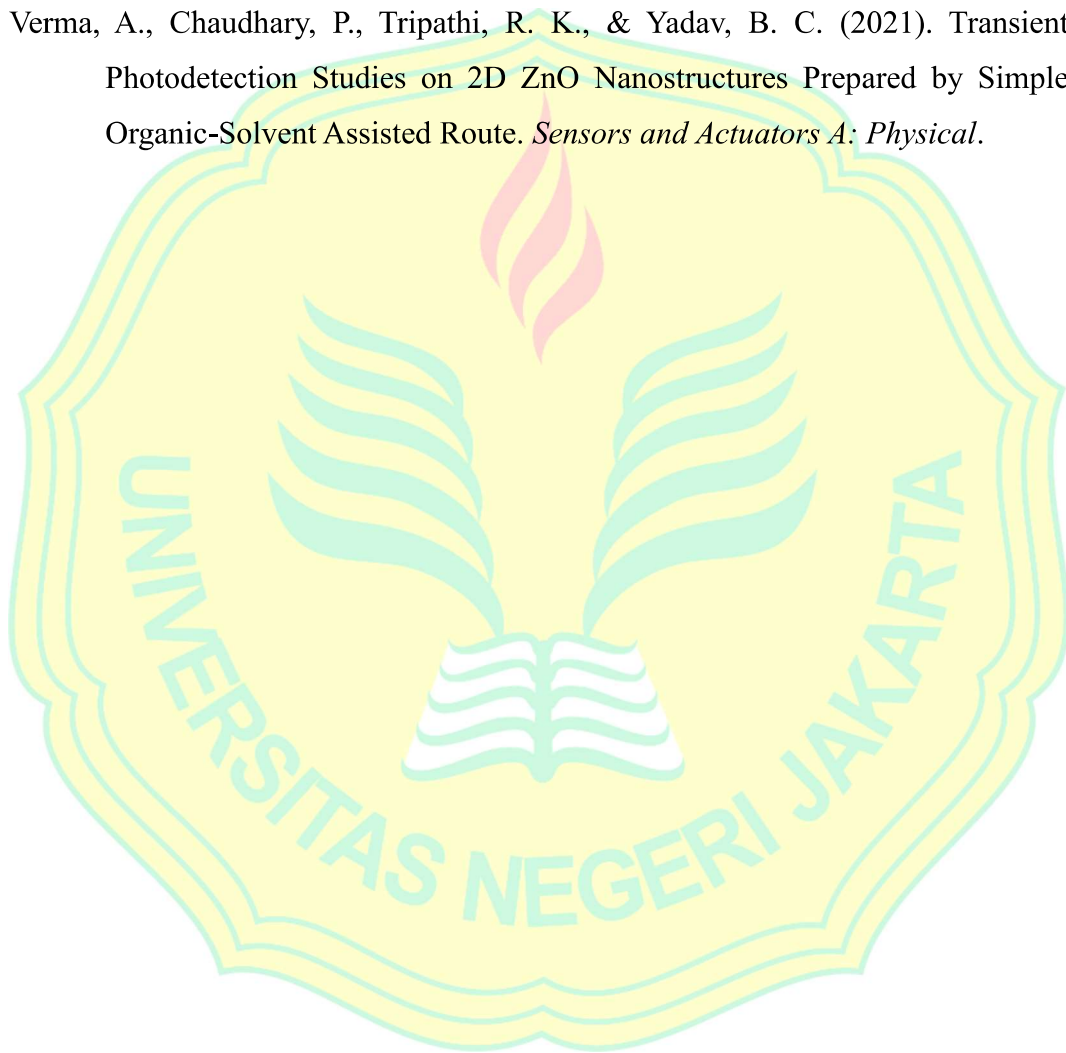 Verma, A., Chaudhary, P., Tripathi, R. K., & Yadav, B. C. (2021). Transient
Photodetection Studies on 2D ZnO Nanostructures Prepared by Simple
Organic-Solvent Assisted Route. Sensors and Actuators A: Physical.
UNIVERSITAS NEGERI JAKARTA